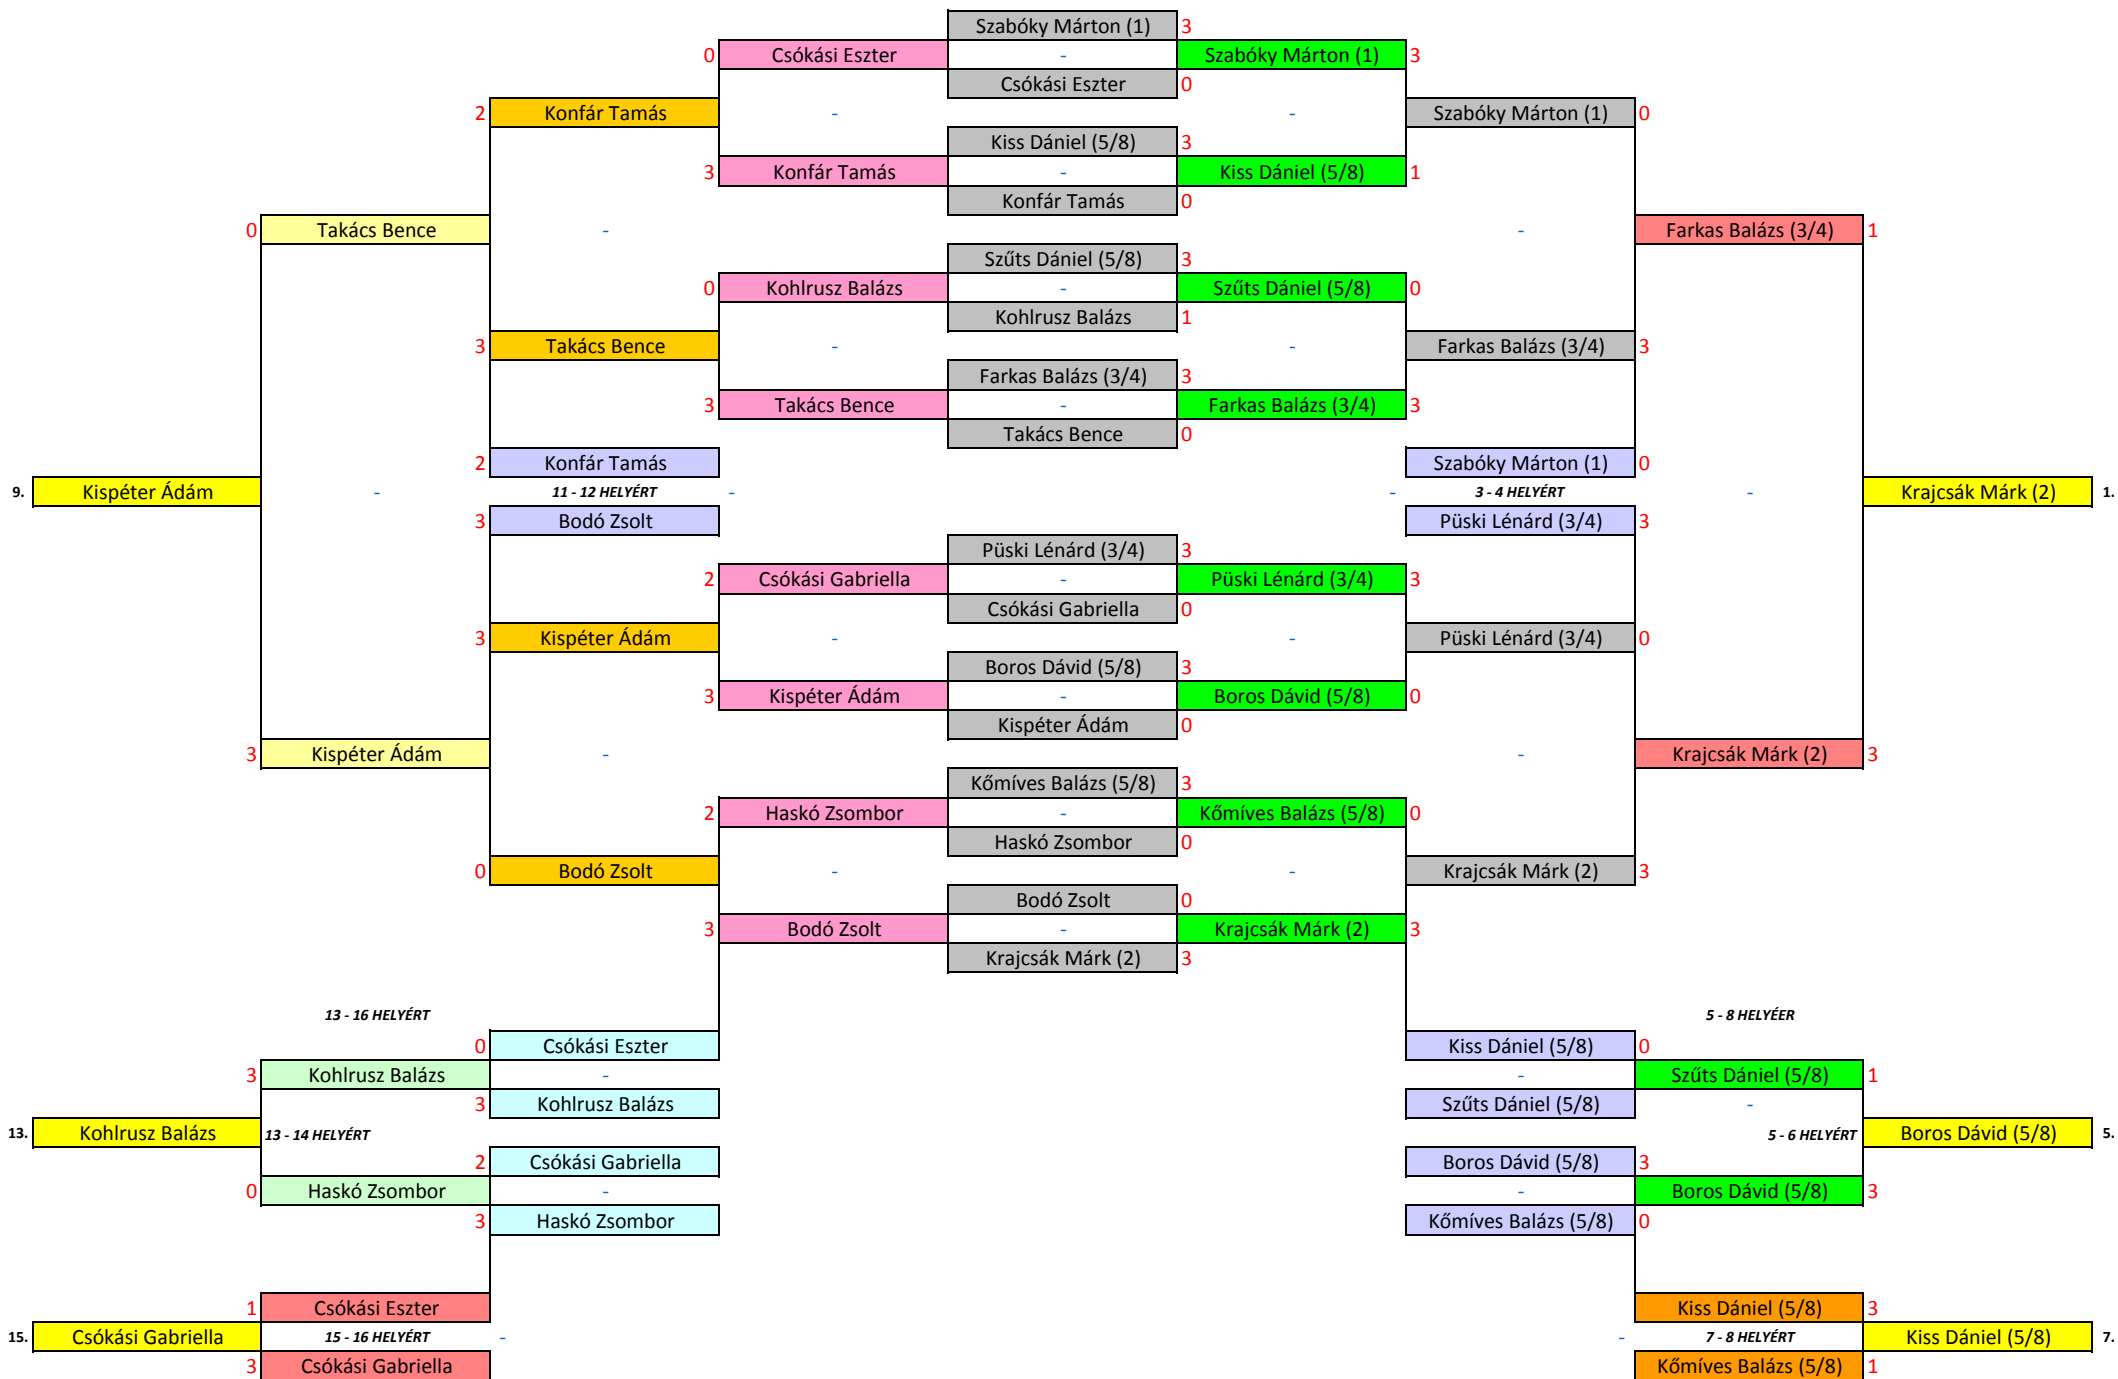 Szabóky Márton (1) 3
0 Csókási Eszter - Szabóky Márton (1) 3
Csókási Eszter 0
2 Konfár Tamás - - Szabóky Márton (1) 0
Kiss Dániel (5/8) 3
3 Konfár Tamás - Kiss Dániel (5/8) 1
Konfár Tamás 0
0 Takács Bence - - Farkas Balázs (3/4) 1
Szűts Dániel (5/8) 3
0 Kohlrusz Balázs - Szűts Dániel (5/8) 0
Kohlrusz Balázs 1
3 Takács Bence - - Farkas Balázs (3/4) 3
Farkas Balázs (3/4) 3
3 Takács Bence - Farkas Balázs (3/4) 3
Takács Bence 0
2 Konfár Tamás Szabóky Márton (1) 0
9. Kispéter Ádám - 11 - 12 HELYÉRT - - 3 - 4 HELYÉRT - Krajcsák Márk (2) 1.
3 Bodó Zsolt Püski Lénárd (3/4) 3
Püski Lénárd (3/4) 3
2 Csókási Gabriella - Püski Lénárd (3/4) 3
Csókási Gabriella 0
3 Kispéter Ádám - - Püski Lénárd (3/4) 0
Boros Dávid (5/8) 3
3 Kispéter Ádám - Boros Dávid (5/8) 0
Kispéter Ádám 0
3 Kispéter Ádám - - Krajcsák Márk (2) 3
Kőmíves Balázs (5/8) 3
2 Haskó Zsombor - Kőmíves Balázs (5/8) 0
Haskó Zsombor 0
0 Bodó Zsolt - - Krajcsák Márk (2) 3
Bodó Zsolt 0
3 Bodó Zsolt - Krajcsák Márk (2) 3
Krajcsák Márk (2) 3
13 - 16 HELYÉRT 5 - 8 HELYÉER
0 Csókási Eszter Kiss Dániel (5/8) 0
3 Kohlrusz Balázs - - Szűts Dániel (5/8) 1
3 Kohlrusz Balázs Szűts Dániel (5/8) -
13. Kohlrusz Balázs 13 - 14 HELYÉRT 5 - 6 HELYÉRT Boros Dávid (5/8) 5.
2 Csókási Gabriella Boros Dávid (5/8) 3
0 Haskó Zsombor - - Boros Dávid (5/8) 3
3 Haskó Zsombor Kőmíves Balázs (5/8) 0
1 Csókási Eszter Kiss Dániel (5/8) 3
15. Csókási Gabriella 15 - 16 HELYÉRT - - 7 - 8 HELYÉRT Kiss Dániel (5/8) 7.
3 Csókási Gabriella Kőmíves Balázs (5/8) 1